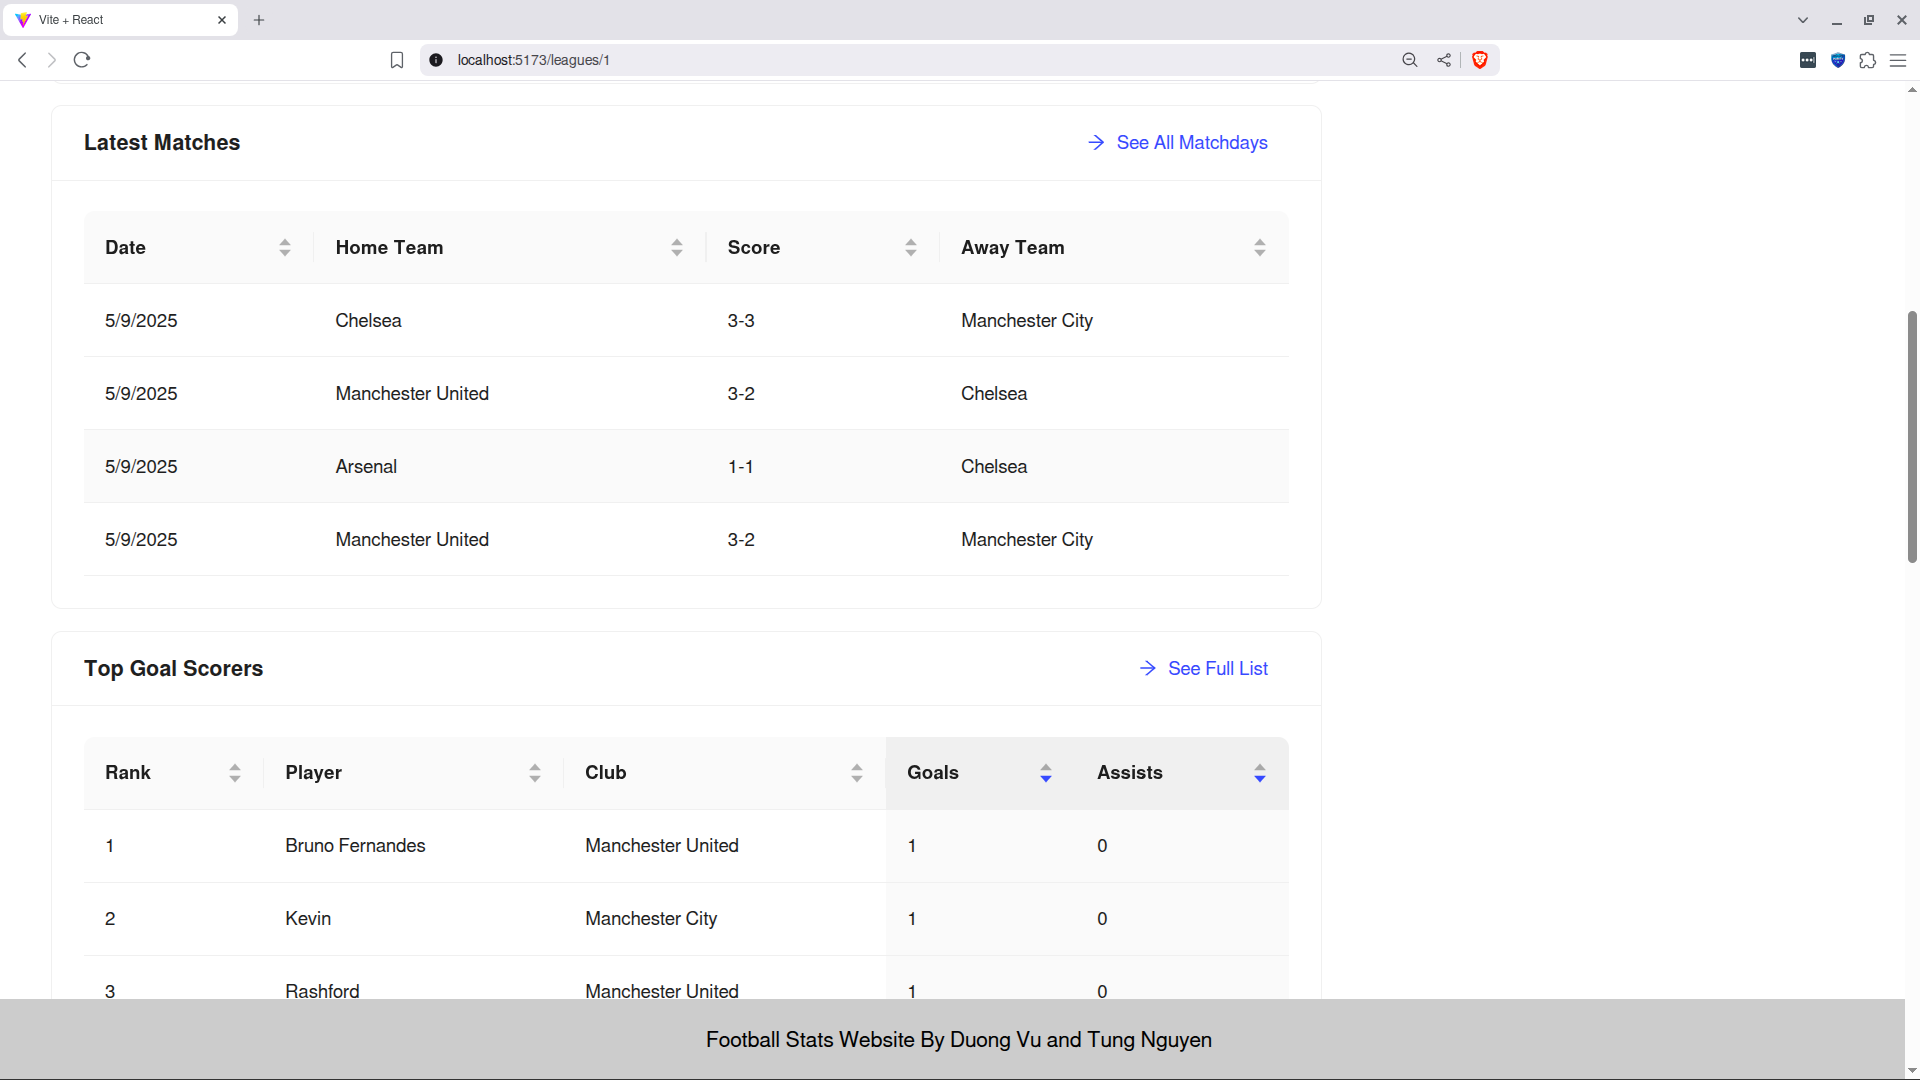 Vite + React
localhost:5173/leagues/1
Latest Matches See All Matchdays
Date Home Team Score Away Team
5/9/2025 Chelsea 3-3 Manchester City
5/9/2025 Manchester United 3-2 Chelsea
5/9/2025 Arsenal 1-1 Chelsea
5/9/2025 Manchester United 3-2 Manchester City
Top Goal Scorers See Full List
Rank Player Club Goals Assists
1 Bruno Fernandes Manchester United 1 0
2 Kevin Manchester City 1 0
3 Rashford Manchester United 1 0
Football Stats Website By Duong Vu and Tung Nguyen